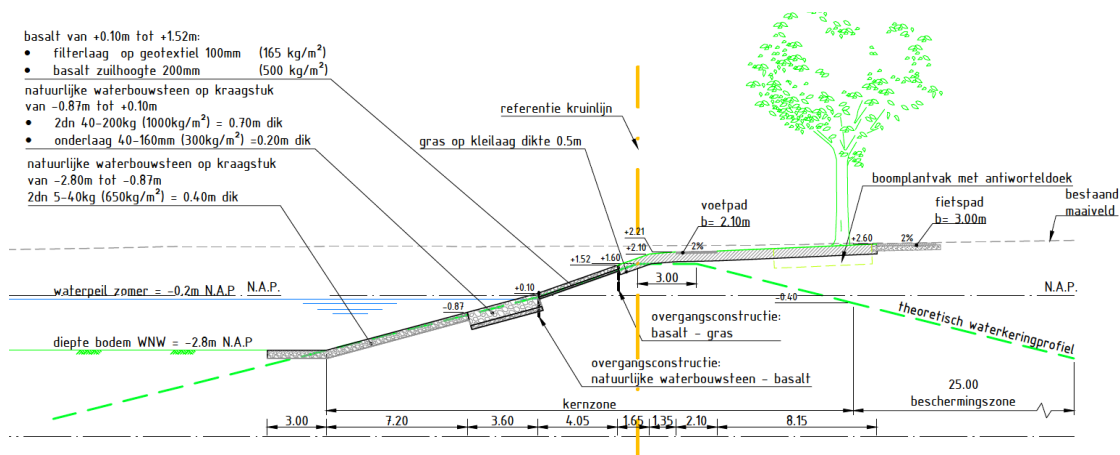 basalt van +0.10m tot +1.52m:
• filterlaag op geotextiel 100mm (165 kg/m²)
• basalt zuilhoogte 200mm (500 kg/m²)
natuurlijke waterbouwsteen op kraagstuk
van -0.87m tot +0.10m
• 2dn 40-200kg (1000kg/m²) = 0.70m dik
• onderlaag 40-160mm (300kg/m²) =0.20m dik
natuurlijke waterbouwsteen op kraagstuk
van -2.80m tot -0.87m
2dn 5-40kg (650kg/m²) = 0.40m dik
referentie kruinlijn
gras op kleilaag dikte 0.5m
boomplantvak met antiworteldoek
voetpad
b= 2.10m
fietspad
b= 3.00m
bestaand
maaiveld
+2.21
2%
+2.60
2%
+2.10
+1.52
+1.60
3.00
waterpeil zomer = -0,2m N.A.P
N.A.P.
+0.10
N.A.P.
-0.87
-0.40
theoretisch waterkeringprofiel
overgangsconstructie:
basalt - gras
diepte bodem WNW = -2.8m N.A.P
overgangsconstructie:
natuurlijke waterbouwsteen - basalt
kernzone
25.00
beschermingszone
3.00
7.20
3.60
4.05
1.65
1.35
2.10
8.15